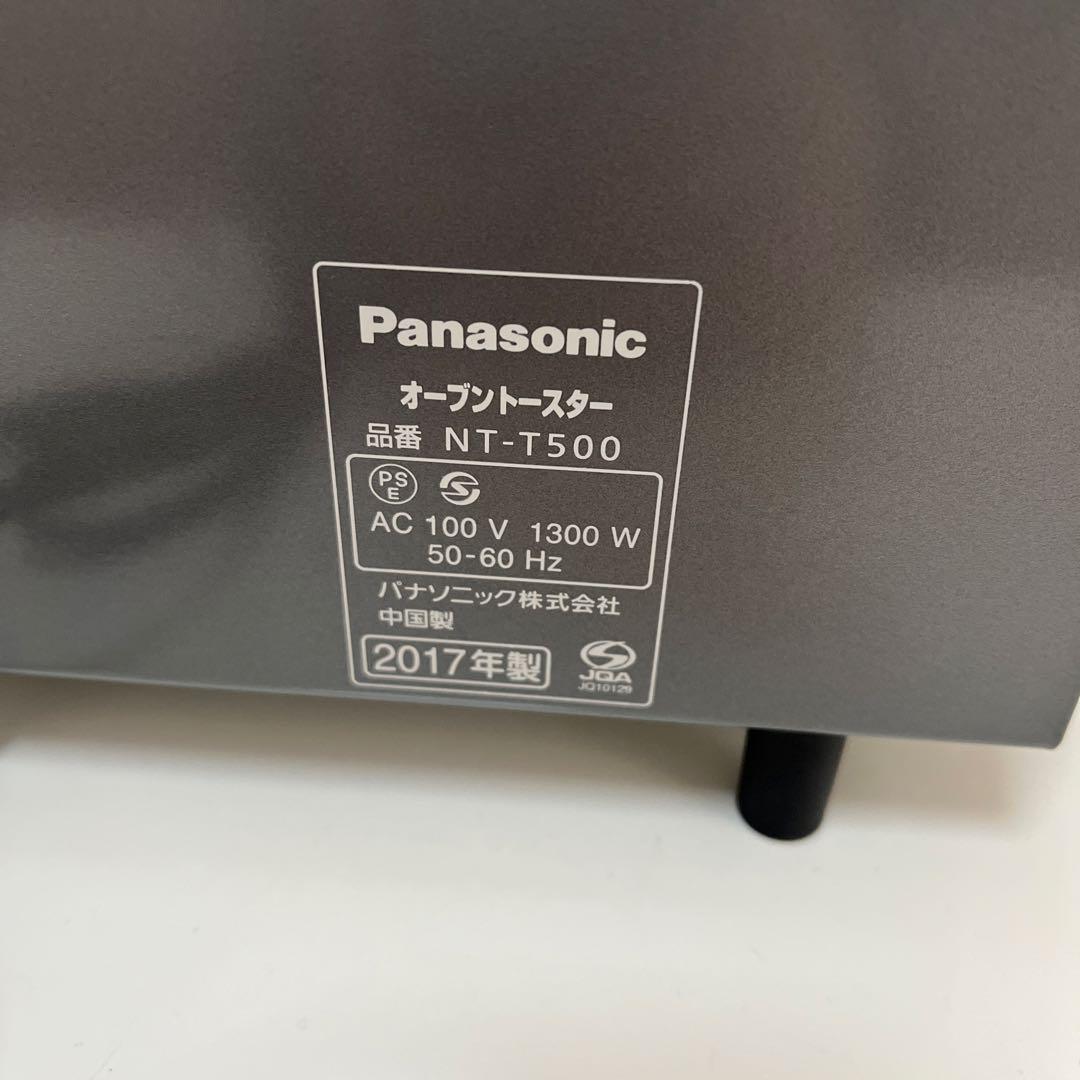 Panasonic
オーブントースター
品番 NT-T500
PS
E
AC 100 V 1300 W
50-60 Hz
パナソニック株式会社
中国製
2017年製
JQA
JQ10129